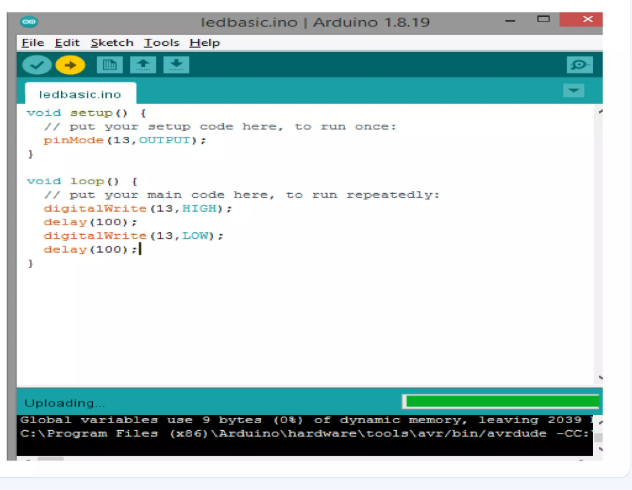 ledbasic.ino | Arduino 1.8.19
File Edit Sketch Tools Help
ledbasic.ino
void setup() {
// put your setup code here, to run once:
pinMode(13,OUTPUT);
}
void loop() {
// put your main code here, to run repeatedly:
digitalWrite(13,HIGH);
delay(100);
digitalWrite(13,LOW);
delay(100);
}
Uploading...
Global variables use 9 bytes (0%) of dynamic memory, leaving 2039
C:\Program Files (x86)\Arduino\hardware\tools\avr/bin/avrdude -CC: